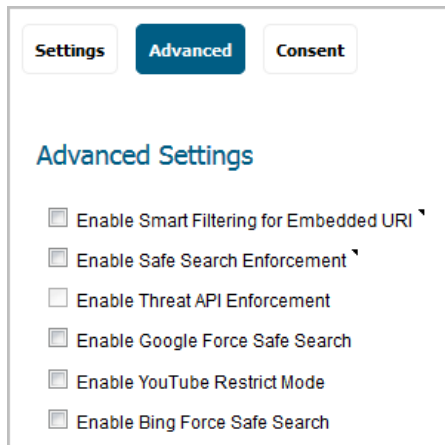 Settings Advanced Consent
Advanced Settings
Enable Smart Filtering for Embedded URI
Enable Safe Search Enforcement
Enable Threat API Enforcement
Enable Google Force Safe Search
Enable YouTube Restrict Mode
Enable Bing Force Safe Search